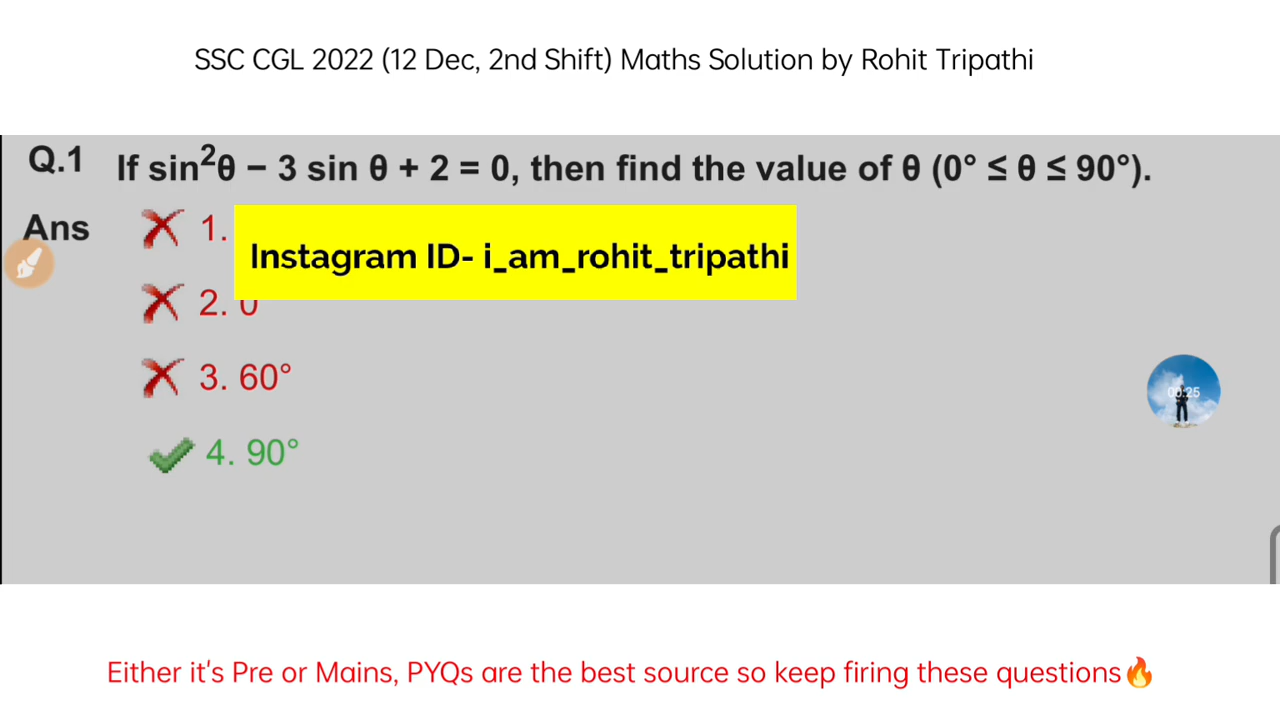 SSC CGL 2022 (12 Dec, 2nd Shift) Maths Solution by Rohit Tripathi
Q.1 If sin²θ − 3 sin θ + 2 = 0, then find the value of θ (0° ≤ θ ≤ 90°).
Ans 1.
Instagram ID- i_am_rohit_tripathi
2.
3. 60°
00:25
4. 90°
Either it's Pre or Mains, PYQs are the best source so keep firing these questions🔥